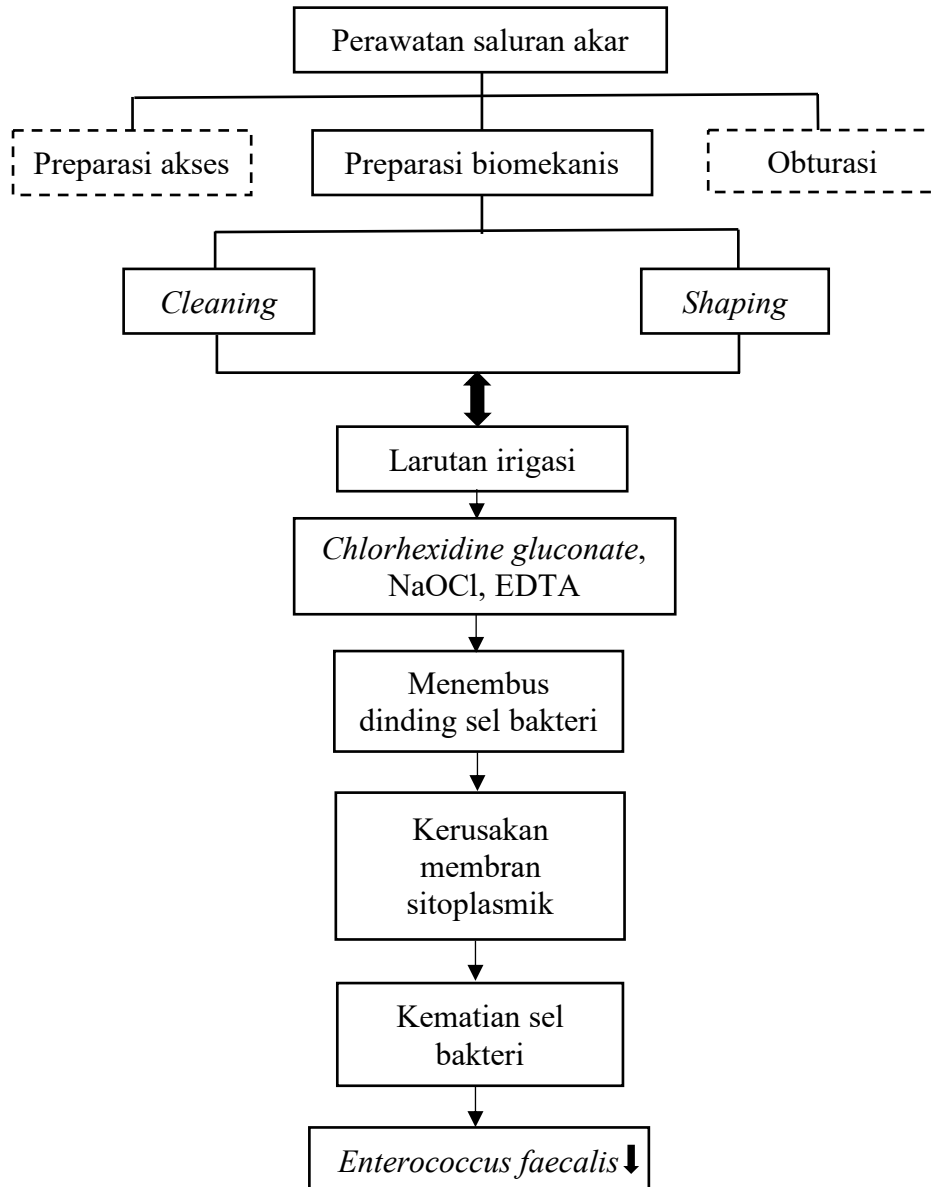 Perawatan saluran akar
Preparasi akses
Preparasi biomekanis
Obturasi
Cleaning
Shaping
Larutan irigasi
Chlorhexidine gluconate,
NaOCl, EDTA
Menembus
dinding sel bakteri
Kerusakan
membran
sitoplasmik
Kematian sel
bakteri
Enterococcus faecalis